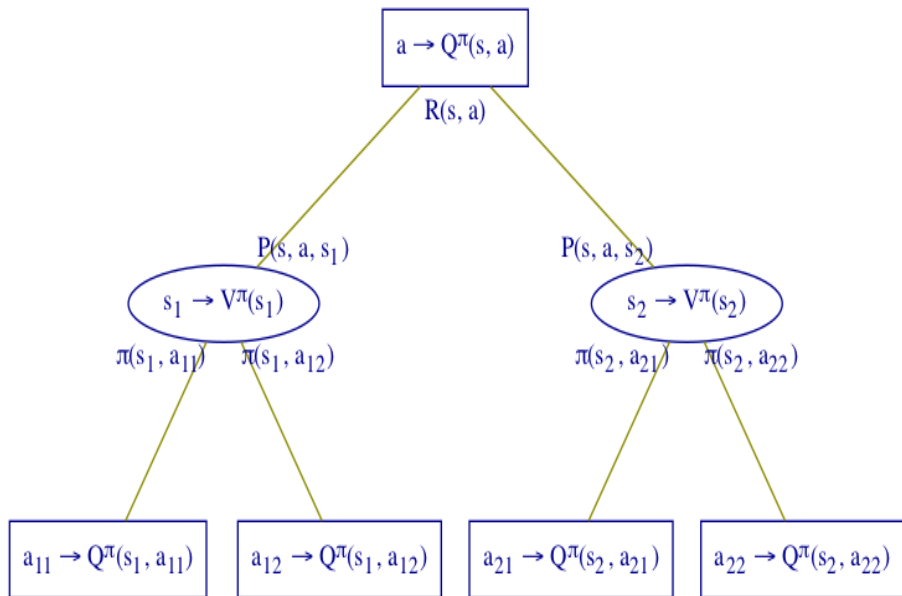 a → Qᵖⁱ(s, a)
R(s, a)
P(s, a, s₁)
P(s, a, s₂)
s₁ → V^π(s₁)
s₂ → V^π(s₂)
π(s₁, a₁₁)
π(s₁, a₁₂)
π(s₂, a₂₁)
π(s₂, a₂₂)
a₁₁ → Q^π(s₁, a₁₁)
a₁₂ → Q^π(s₁, a₁₂)
a₂₁ → Q^π(s₂, a₂₁)
a₂₂ → Q^π(s₂, a₂₂)